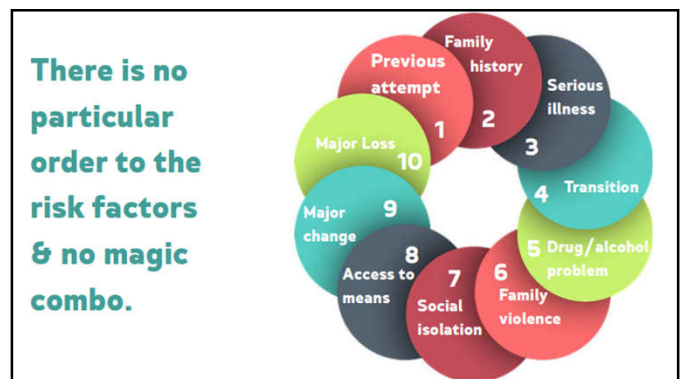 There is no
particular
order to the
risk factors
& no magic
combo.
Previous
attempt
1
Family
history
2
Serious
illness
3
4 Transition
5 Drug/alcohol
problem
6
Family
violence
7
Social
isolation
8
Access to
means
9
Major
change
Major Loss
10